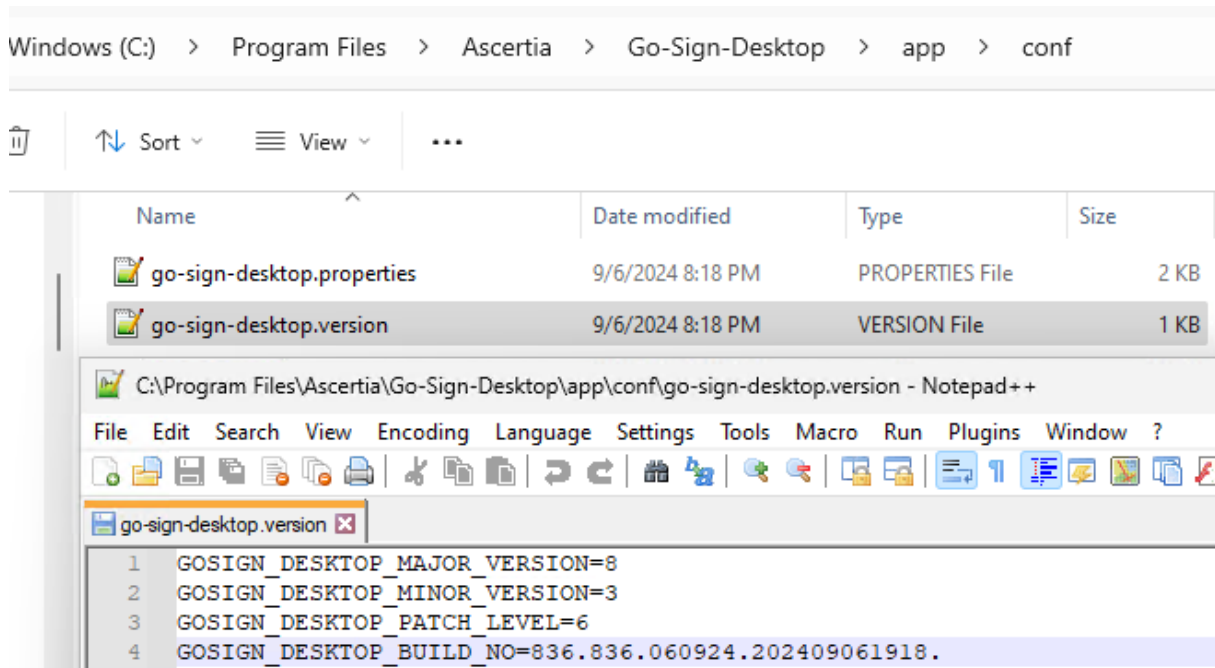 Windows (C:) > Program Files > Ascertia > Go-Sign-Desktop > app > conf
Sort View ...
Name Date modified Type Size
go-sign-desktop.properties 9/6/2024 8:18 PM PROPERTIES File 2 KB
go-sign-desktop.version 9/6/2024 8:18 PM VERSION File 1 KB
C:\Program Files\Ascertia\Go-Sign-Desktop\app\conf\go-sign-desktop.version - Notepad++
File Edit Search View Encoding Language Settings Tools Macro Run Plugins Window ?
go-sign-desktop.version
1 GOSIGN_DESKTOP_MAJOR_VERSION=8
2 GOSIGN_DESKTOP_MINOR_VERSION=3
3 GOSIGN_DESKTOP_PATCH_LEVEL=6
4 GOSIGN_DESKTOP_BUILD_NO=836.836.060924.202409061918.